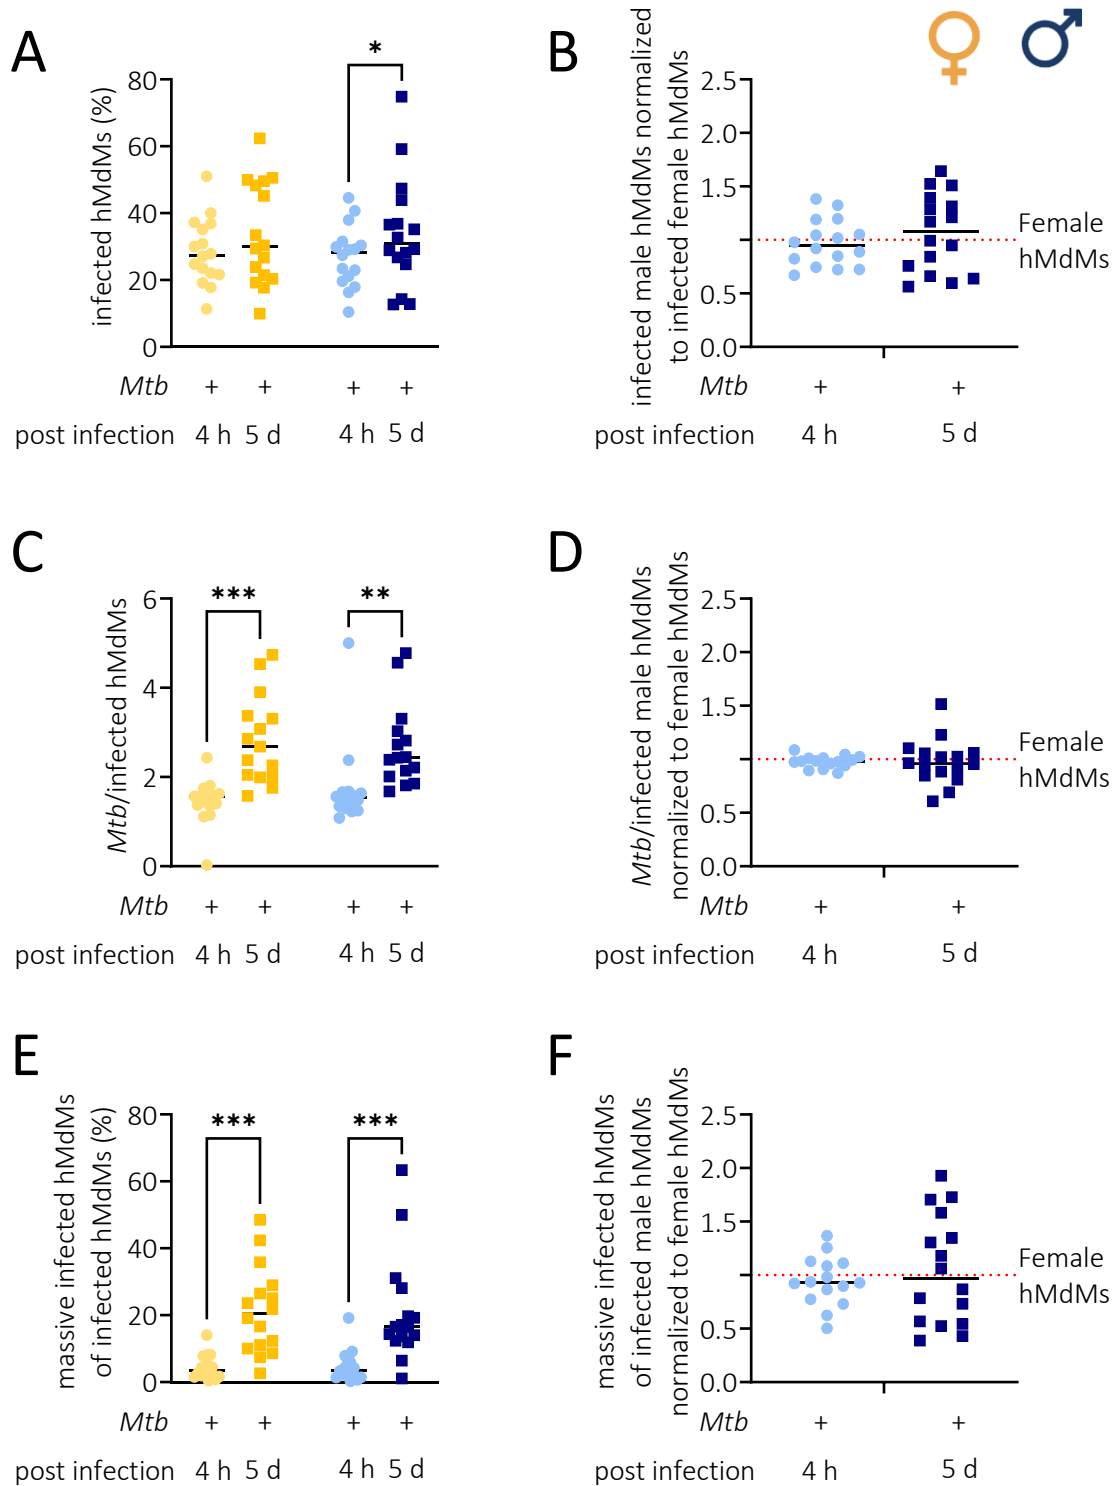 A
infected hMdMs (%)
80
60
40
20
0
*
Mtb + + + +
post infection 4 h 5 d 4 h 5 d
B
infected male hMdMs normalized
to infected female hMdMs
2.5
2.0
1.5
0.5
0.0
Female
hMdMs
Mtb + +
post infection 4 h 5 d
C
Mtb/infected hMdMs
6
4
2
0
*** **
Mtb + + + +
post infection 4 h 5 d 4 h 5 d
D
Mtb/infected male hMdMs
normalized to female hMdMs
2.5
2.0
1.5
0.5
0.0
Female
hMdMs
Mtb + +
post infection 4 h 5 d
E
massive infected hMdMs
of infected hMdMs (%)
80
60
40
20
0
*** ***
Mtb + + + +
post infection 4 h 5 d 4 h 5 d
F
massive infected hMdMs
of infected male hMdMs
normalized to female hMdMs
2.5
2.0
1.5
0.5
0.0
Female
hMdMs
Mtb + +
post infection 4 h 5 d